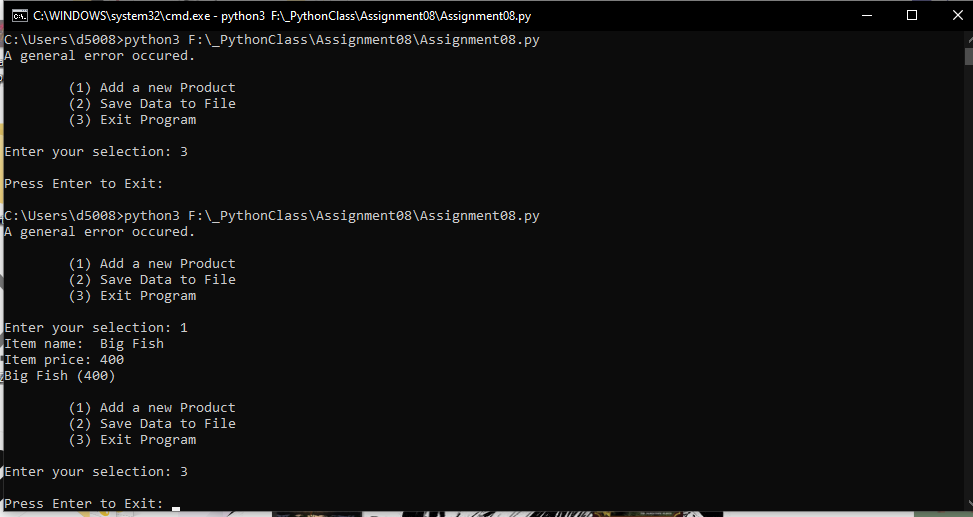 C:\WINDOWS\system32\cmd.exe - python3 F:\_PythonClass\Assignment08\Assignment08.py
C:\Users\d5008>python3 F:\_PythonClass\Assignment08\Assignment08.py
A general error occured.
(1) Add a new Product
(2) Save Data to File
(3) Exit Program
Enter your selection: 3
Press Enter to Exit:
C:\Users\d5008>python3 F:\_PythonClass\Assignment08\Assignment08.py
A general error occured.
(1) Add a new Product
(2) Save Data to File
(3) Exit Program
Enter your selection: 1
Item name:  Big Fish
Item price: 400
Big Fish (400)
(1) Add a new Product
(2) Save Data to File
(3) Exit Program
Enter your selection: 3
Press Enter to Exit: